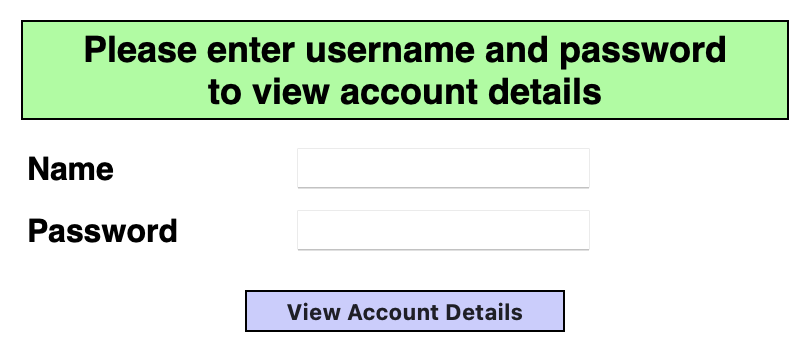 Please enter username and password
to view account details
Name
Password
View Account Details